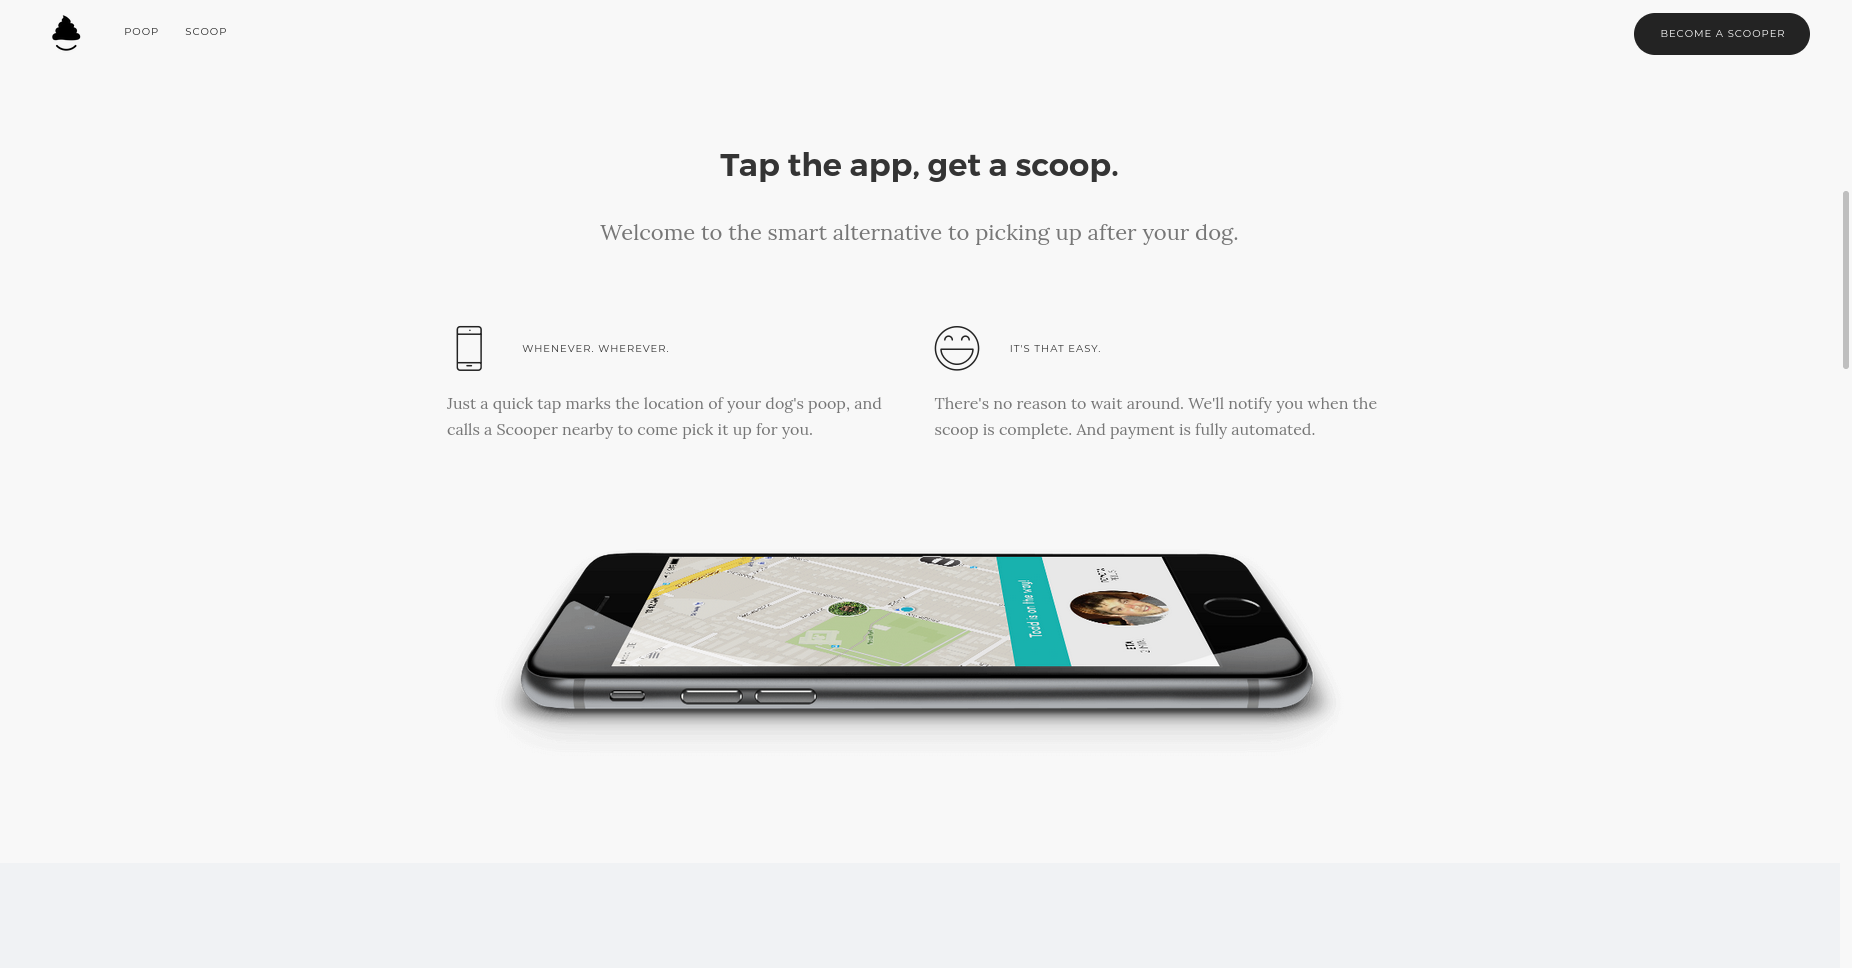 POOP
SCOOP
BECOME A SCOOPER
Tap the app, get a scoop.
Welcome to the smart alternative to picking up after your dog.
WHENEVER. WHEREVER.
Just a quick tap marks the location of your dog's poop, and
calls a Scooper nearby to come pick it up for you.
IT'S THAT EASY.
There's no reason to wait around. We'll notify you when the
scoop is complete. And payment is fully automated.
Todd is on the way!
ETA